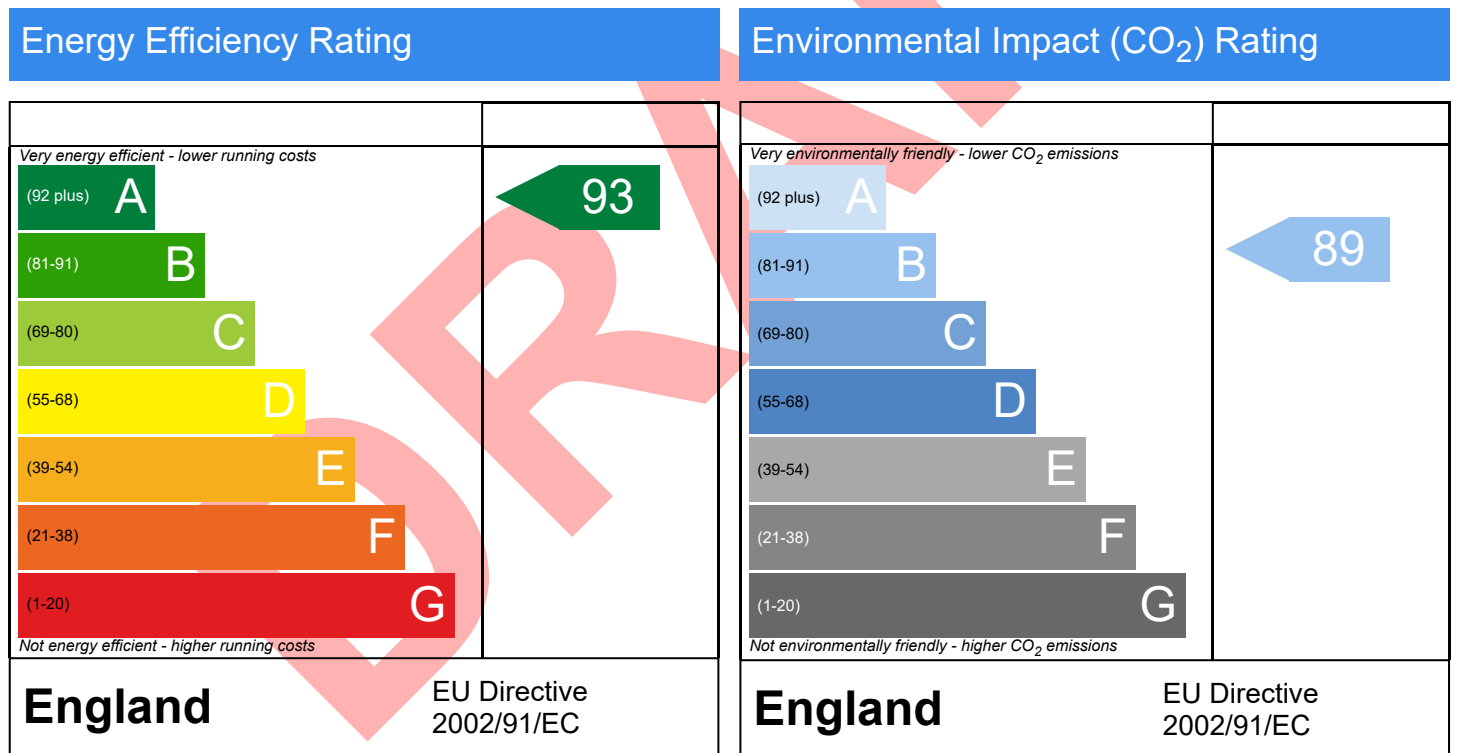 Energy Efficiency Rating
Very energy efficient - lower running costs
(92 plus) A
93
(81-91) B
(69-80) C
(55-68) D
(39-54) E
(21-38) F
(1-20) G
Not energy efficient - higher running costs
England
EU Directive
2002/91/EC
Environmental Impact (CO₂) Rating
Very environmentally friendly - lower CO₂ emissions
(92 plus) A
(81-91) B
89
(69-80) C
(55-68) D
(39-54) E
(21-38) F
(1-20) G
Not environmentally friendly - higher CO₂ emissions
England
EU Directive
2002/91/EC